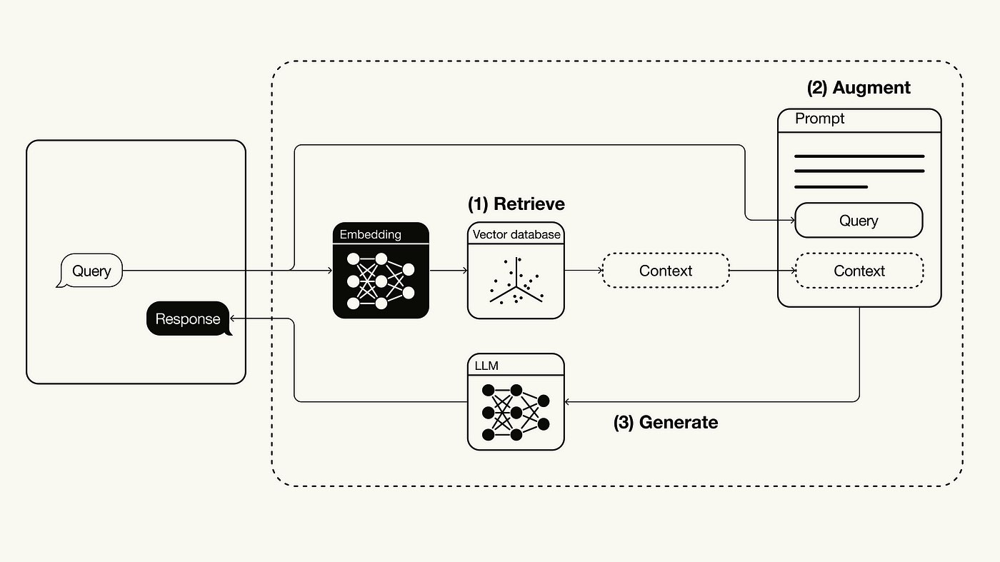 (2) Augment
Prompt
(1) Retrieve
Embedding
Vector database
Query
Query
Context
Context
Response
LLM
(3) Generate